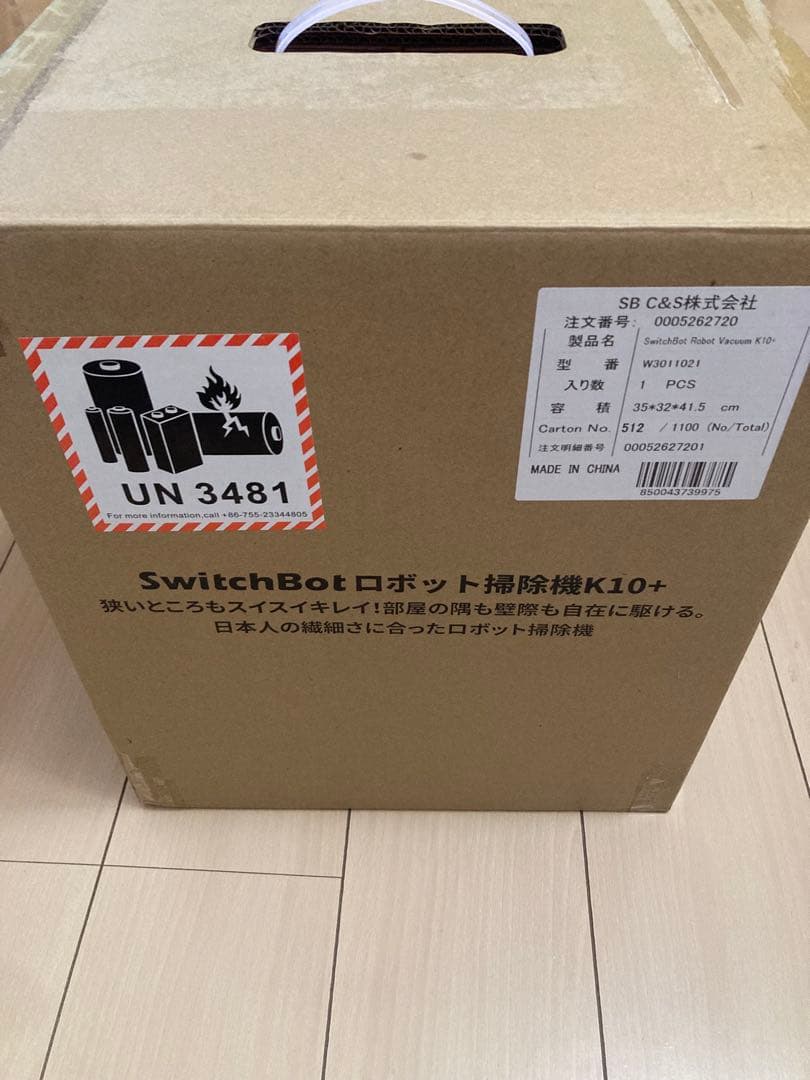 SB C&S株式会社
注文番号: 0005262720
製品名 SwitchBot Robot Vacuum K10+
型 番 W3011021
入り数 1 PCS
容 積 35*32*41.5 cm
Carton No. 512 / 1100 (No/Total)
注文明細番号 00052627201
MADE IN CHINA
850043739975
UN 3481
For more information,call +86-755-23344805
SwitchBotロボット掃除機K10+
狭いところもスイスイキレイ!部屋の隅も壁際も自在に駆ける。
日本人の繊細さに合ったロボット掃除機